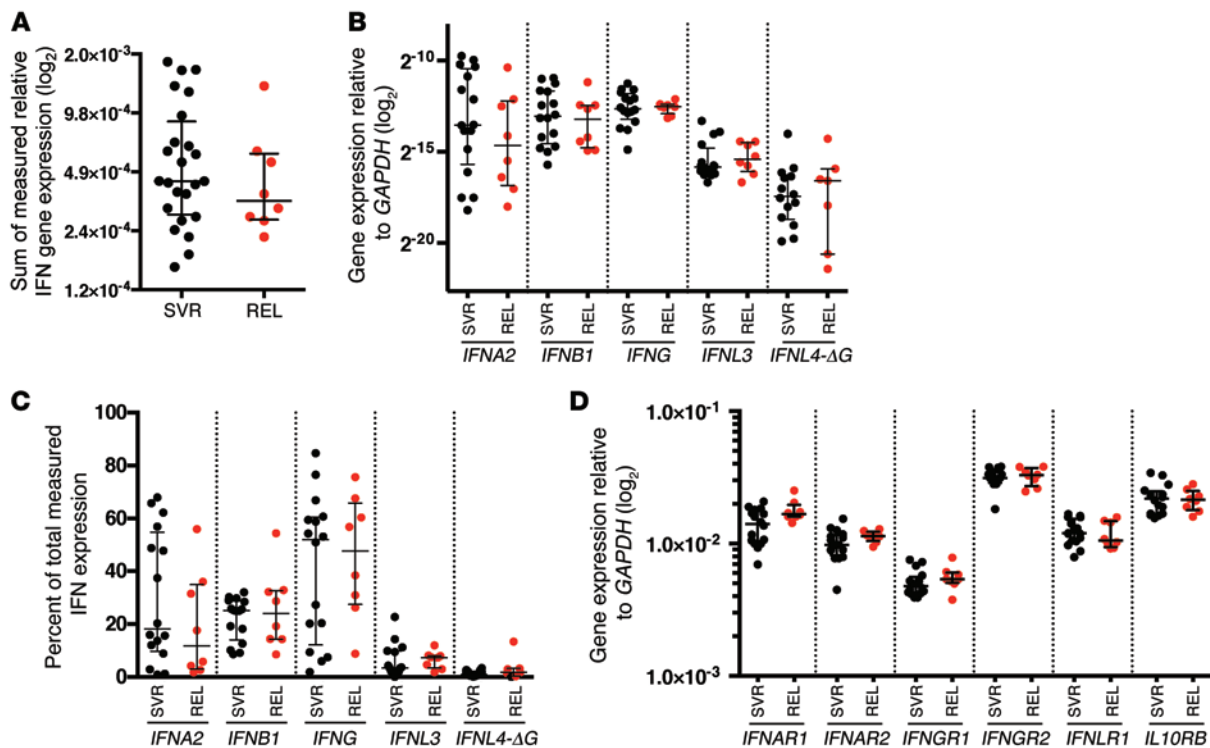 A
Sum of measured relative
IFN gene expression (log₂)
2.0×10⁻³
9.8×10⁻⁴
4.9×10⁻⁴
2.4×10⁻⁴
1.2×10⁻⁴
SVR REL
B
Gene expression relative
to GAPDH (log₂)
2⁻¹⁰
2⁻¹⁵
2⁻²⁰
SVR REL SVR REL SVR REL SVR REL SVR REL
IFNA2 IFNB1 IFNG IFNL3 IFNL4-ΔG
C
Percent of total measured
IFN expression
100
80
60
40
20
0
SVR REL SVR REL SVR REL SVR REL SVR REL
IFNA2 IFNB1 IFNG IFNL3 IFNL4-ΔG
D
Gene expression relative
to GAPDH (log₂)
1.0×10⁻¹
1.0×10⁻²
1.0×10⁻³
SVR REL SVR REL SVR REL SVR REL SVR REL SVR REL
IFNAR1 IFNAR2 IFNGR1 IFNGR2 IFNLR1 IL10RB